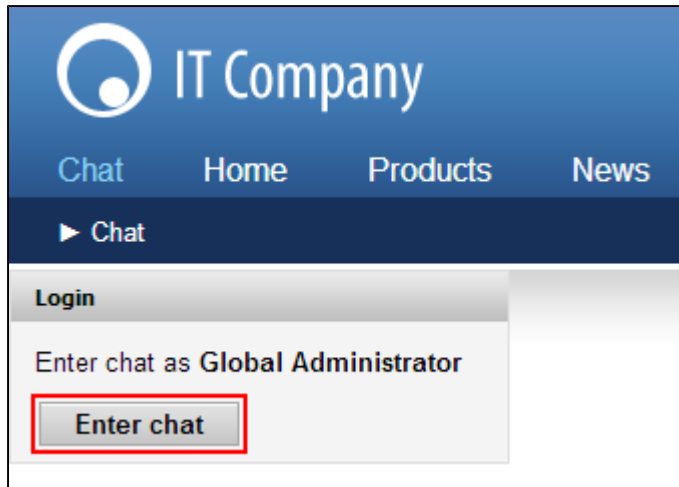 IT Company
Chat Home Products News
► Chat
Login
Enter chat as Global Administrator
Enter chat